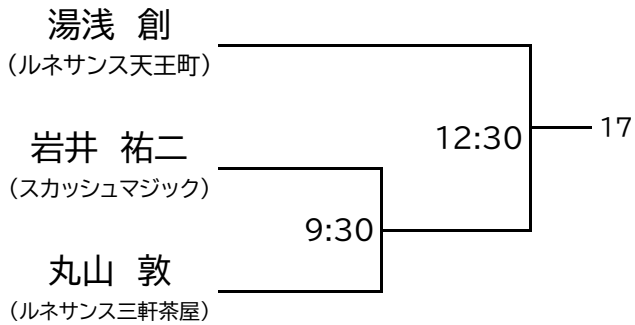 湯浅　創
（ルネサンス天王町）
12:30
17
岩井　祐二
（スカッシュマジック）
9:30
丸山　敦
（ルネサンス三軒茶屋）